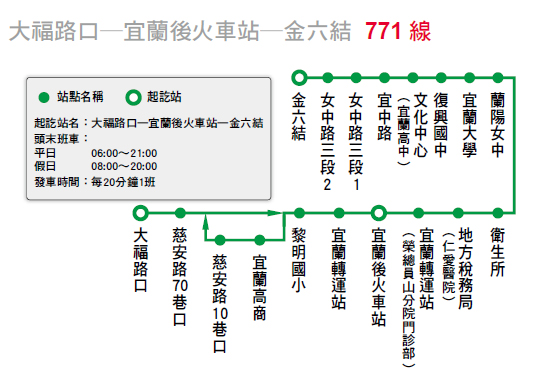 大福路口─宜蘭後火車站─金六結 771 線
站點名稱 起訖站
起訖站名：大福路口─宜蘭後火車站─金六結
頭末班車：
平日 06:00～21:00
假日 08:00～20:00
發車時間：每20分鐘1班
金六結
女中路三段2
女中路三段1
宜中路
文化中心
（宜蘭高中）
復興國中
宜蘭大學
蘭陽女中
大福路口
慈安路70巷口
慈安路10巷口
宜蘭高商
黎明國小
宜蘭轉運站
宜蘭後火車站
宜蘭轉運站
（榮總員山分院門診部）
地方稅務局
（仁愛醫院）
衛生所